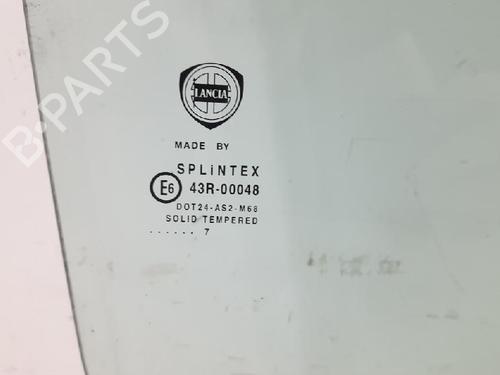 B-PARTS
LANCIA
MADE BY
SPLiNTEX
E6 43R-00048
DOT24-AS2-M68
SOLID TEMPERED
...... 7